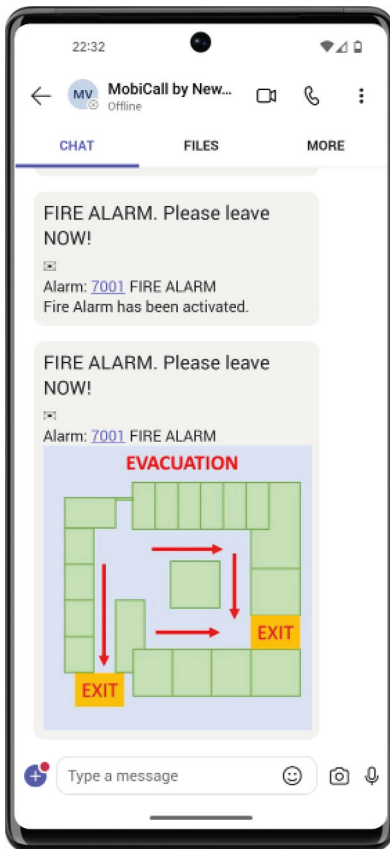 22:32
MV
MobiCall by New...
Offline
CHAT
FILES
MORE
FIRE ALARM. Please leave
NOW!
Alarm: 7001 FIRE ALARM
Fire Alarm has been activated.
FIRE ALARM. Please leave
NOW!
Alarm: 7001 FIRE ALARM
EVACUATION
EXIT
EXIT
Type a message